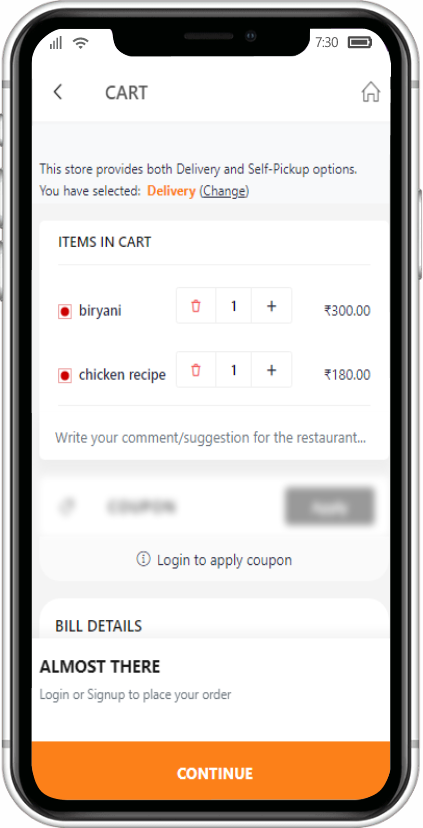 7:30
CART
This store provides both Delivery and Self-Pickup options.
You have selected: Delivery (Change)
ITEMS IN CART
biryani 1 + ₹300.00
chicken recipe 1 + ₹180.00
Write your comment/suggestion for the restaurant...
COUPON Apply
Login to apply coupon
BILL DETAILS
ALMOST THERE
Login or Signup to place your order
CONTINUE